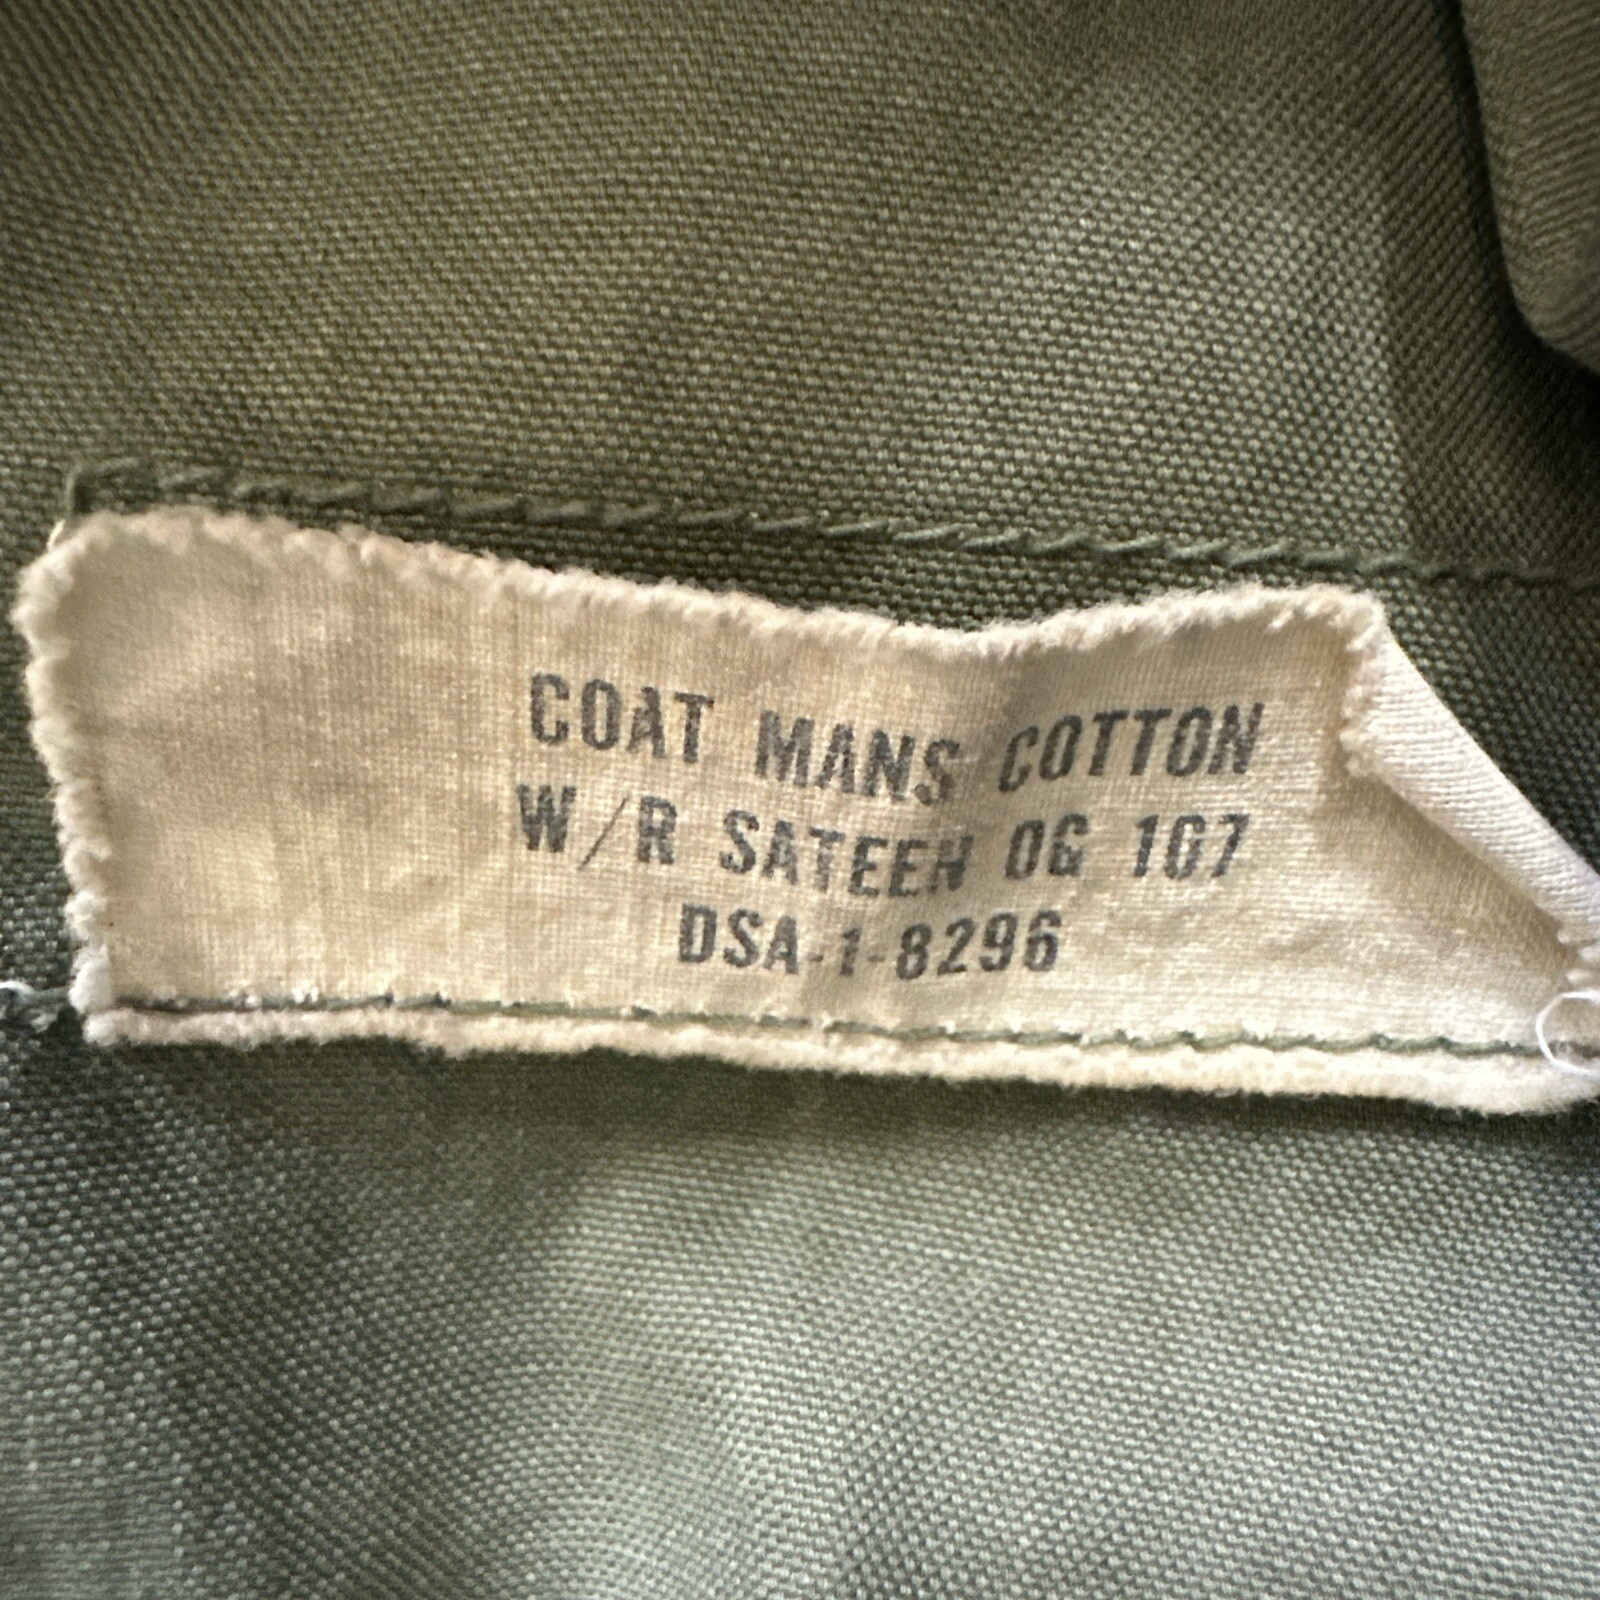 COAT MANS COTTON
W/R SATEEN OG 107
DSA-1-8296